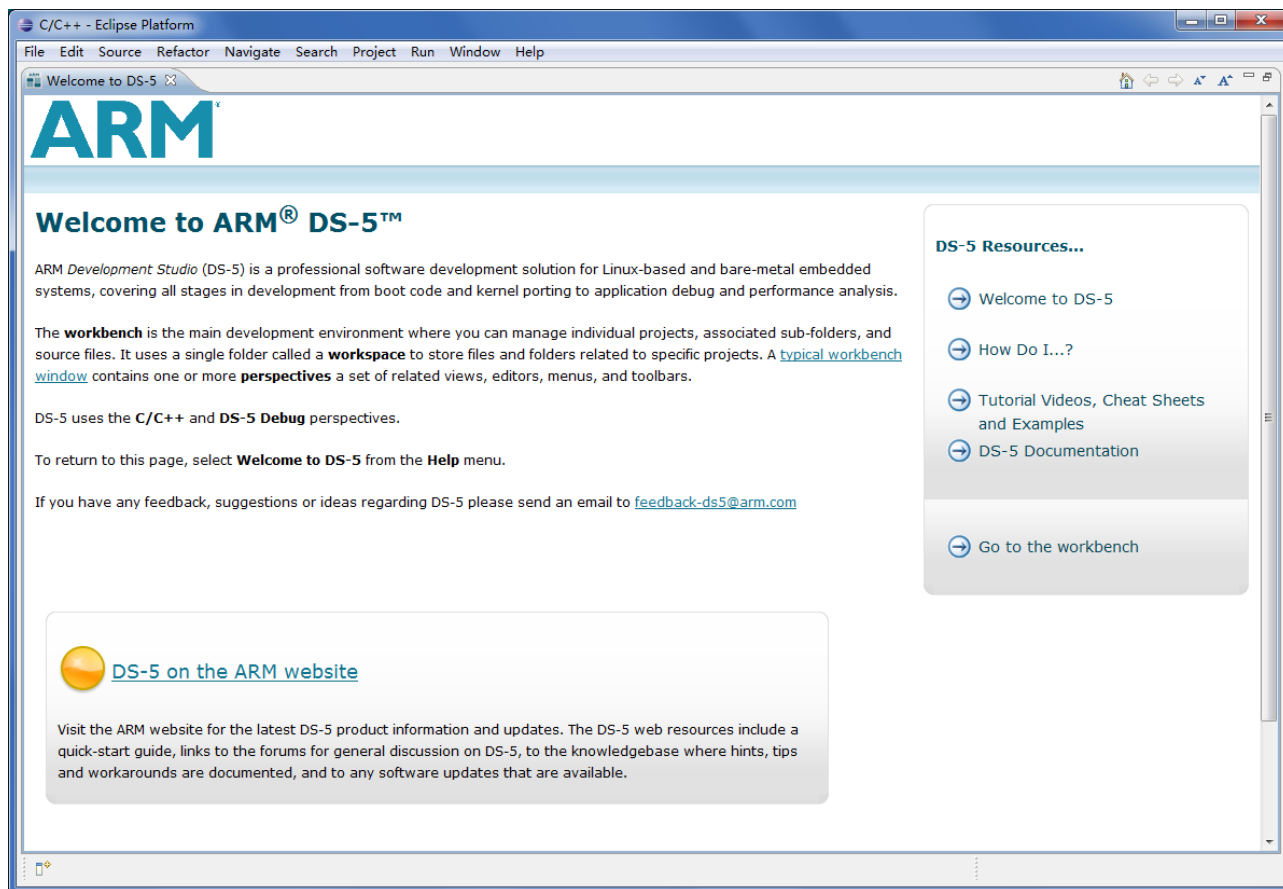 C/C++ - Eclipse Platform
File Edit Source Refactor Navigate Search Project Run Window Help
Welcome to DS-5
ARM
Welcome to ARM® DS-5™
ARM Development Studio (DS-5) is a professional software development solution for Linux-based and bare-metal embedded
systems, covering all stages in development from boot code and kernel porting to application debug and performance analysis.
The workbench is the main development environment where you can manage individual projects, associated sub-folders, and
source files. It uses a single folder called a workspace to store files and folders related to specific projects. A typical workbench
window contains one or more perspectives a set of related views, editors, menus, and toolbars.
DS-5 uses the C/C++ and DS-5 Debug perspectives.
To return to this page, select Welcome to DS-5 from the Help menu.
If you have any feedback, suggestions or ideas regarding DS-5 please send an email to feedback-ds5@arm.com
DS-5 Resources...
Welcome to DS-5
How Do I...?
Tutorial Videos, Cheat Sheets
and Examples
DS-5 Documentation
Go to the workbench
DS-5 on the ARM website
Visit the ARM website for the latest DS-5 product information and updates. The DS-5 web resources include a
quick-start guide, links to the forums for general discussion on DS-5, to the knowledgebase where hints, tips
and workarounds are documented, and to any software updates that are available.